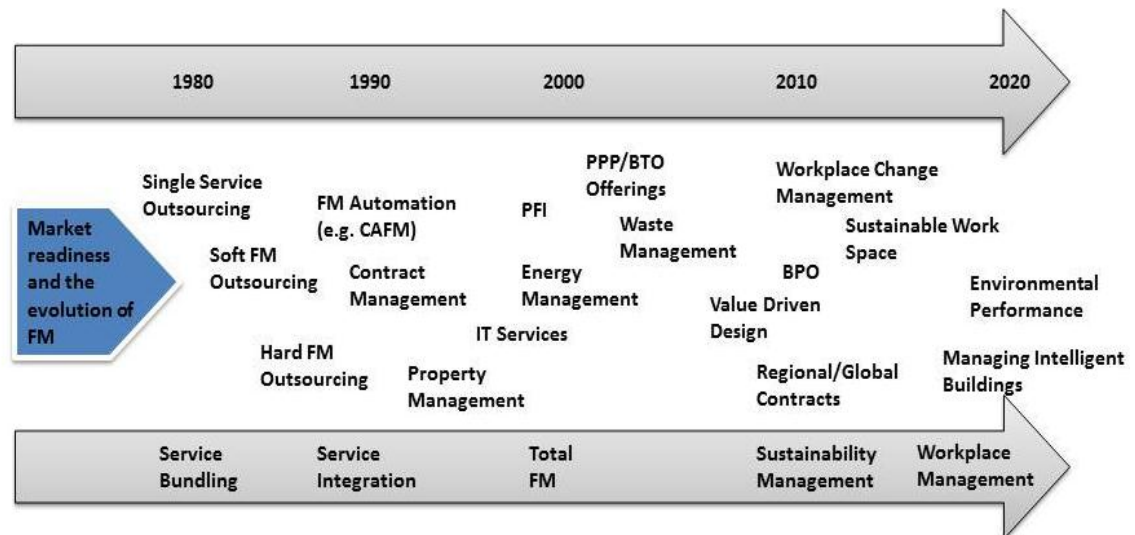 1980 1990 2000 2010 2020
Single Service
Outsourcing
Market
readiness
and the
evolution of
FM
Soft FM
Outsourcing
Hard FM
Outsourcing
FM Automation
(e.g. CAFM)
Contract
Management
Property
Management
PFI
Energy
Management
IT Services
PPP/BTO
Offerings
Waste
Management
Value Driven
Design
Workplace Change
Management
Sustainable Work
Space
BPO
Regional/Global
Contracts
Environmental
Performance
Managing Intelligent
Buildings
Service
Bundling
Service
Integration
Total
FM
Sustainability
Management
Workplace
Management